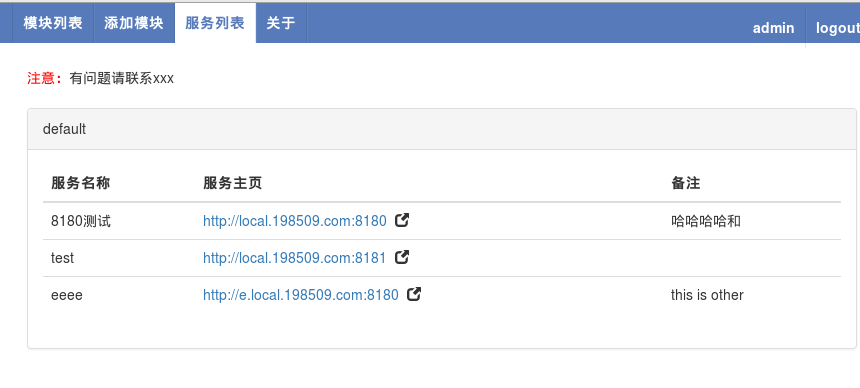 模块列表 添加模块 服务列表 关于 admin logout
注意：有问题请联系xxx
default
服务名称 服务主页 备注
8180测试 http://local.198509.com:8180 哈哈哈哈和
test http://local.198509.com:8181
eeee http://e.local.198509.com:8180 this is other